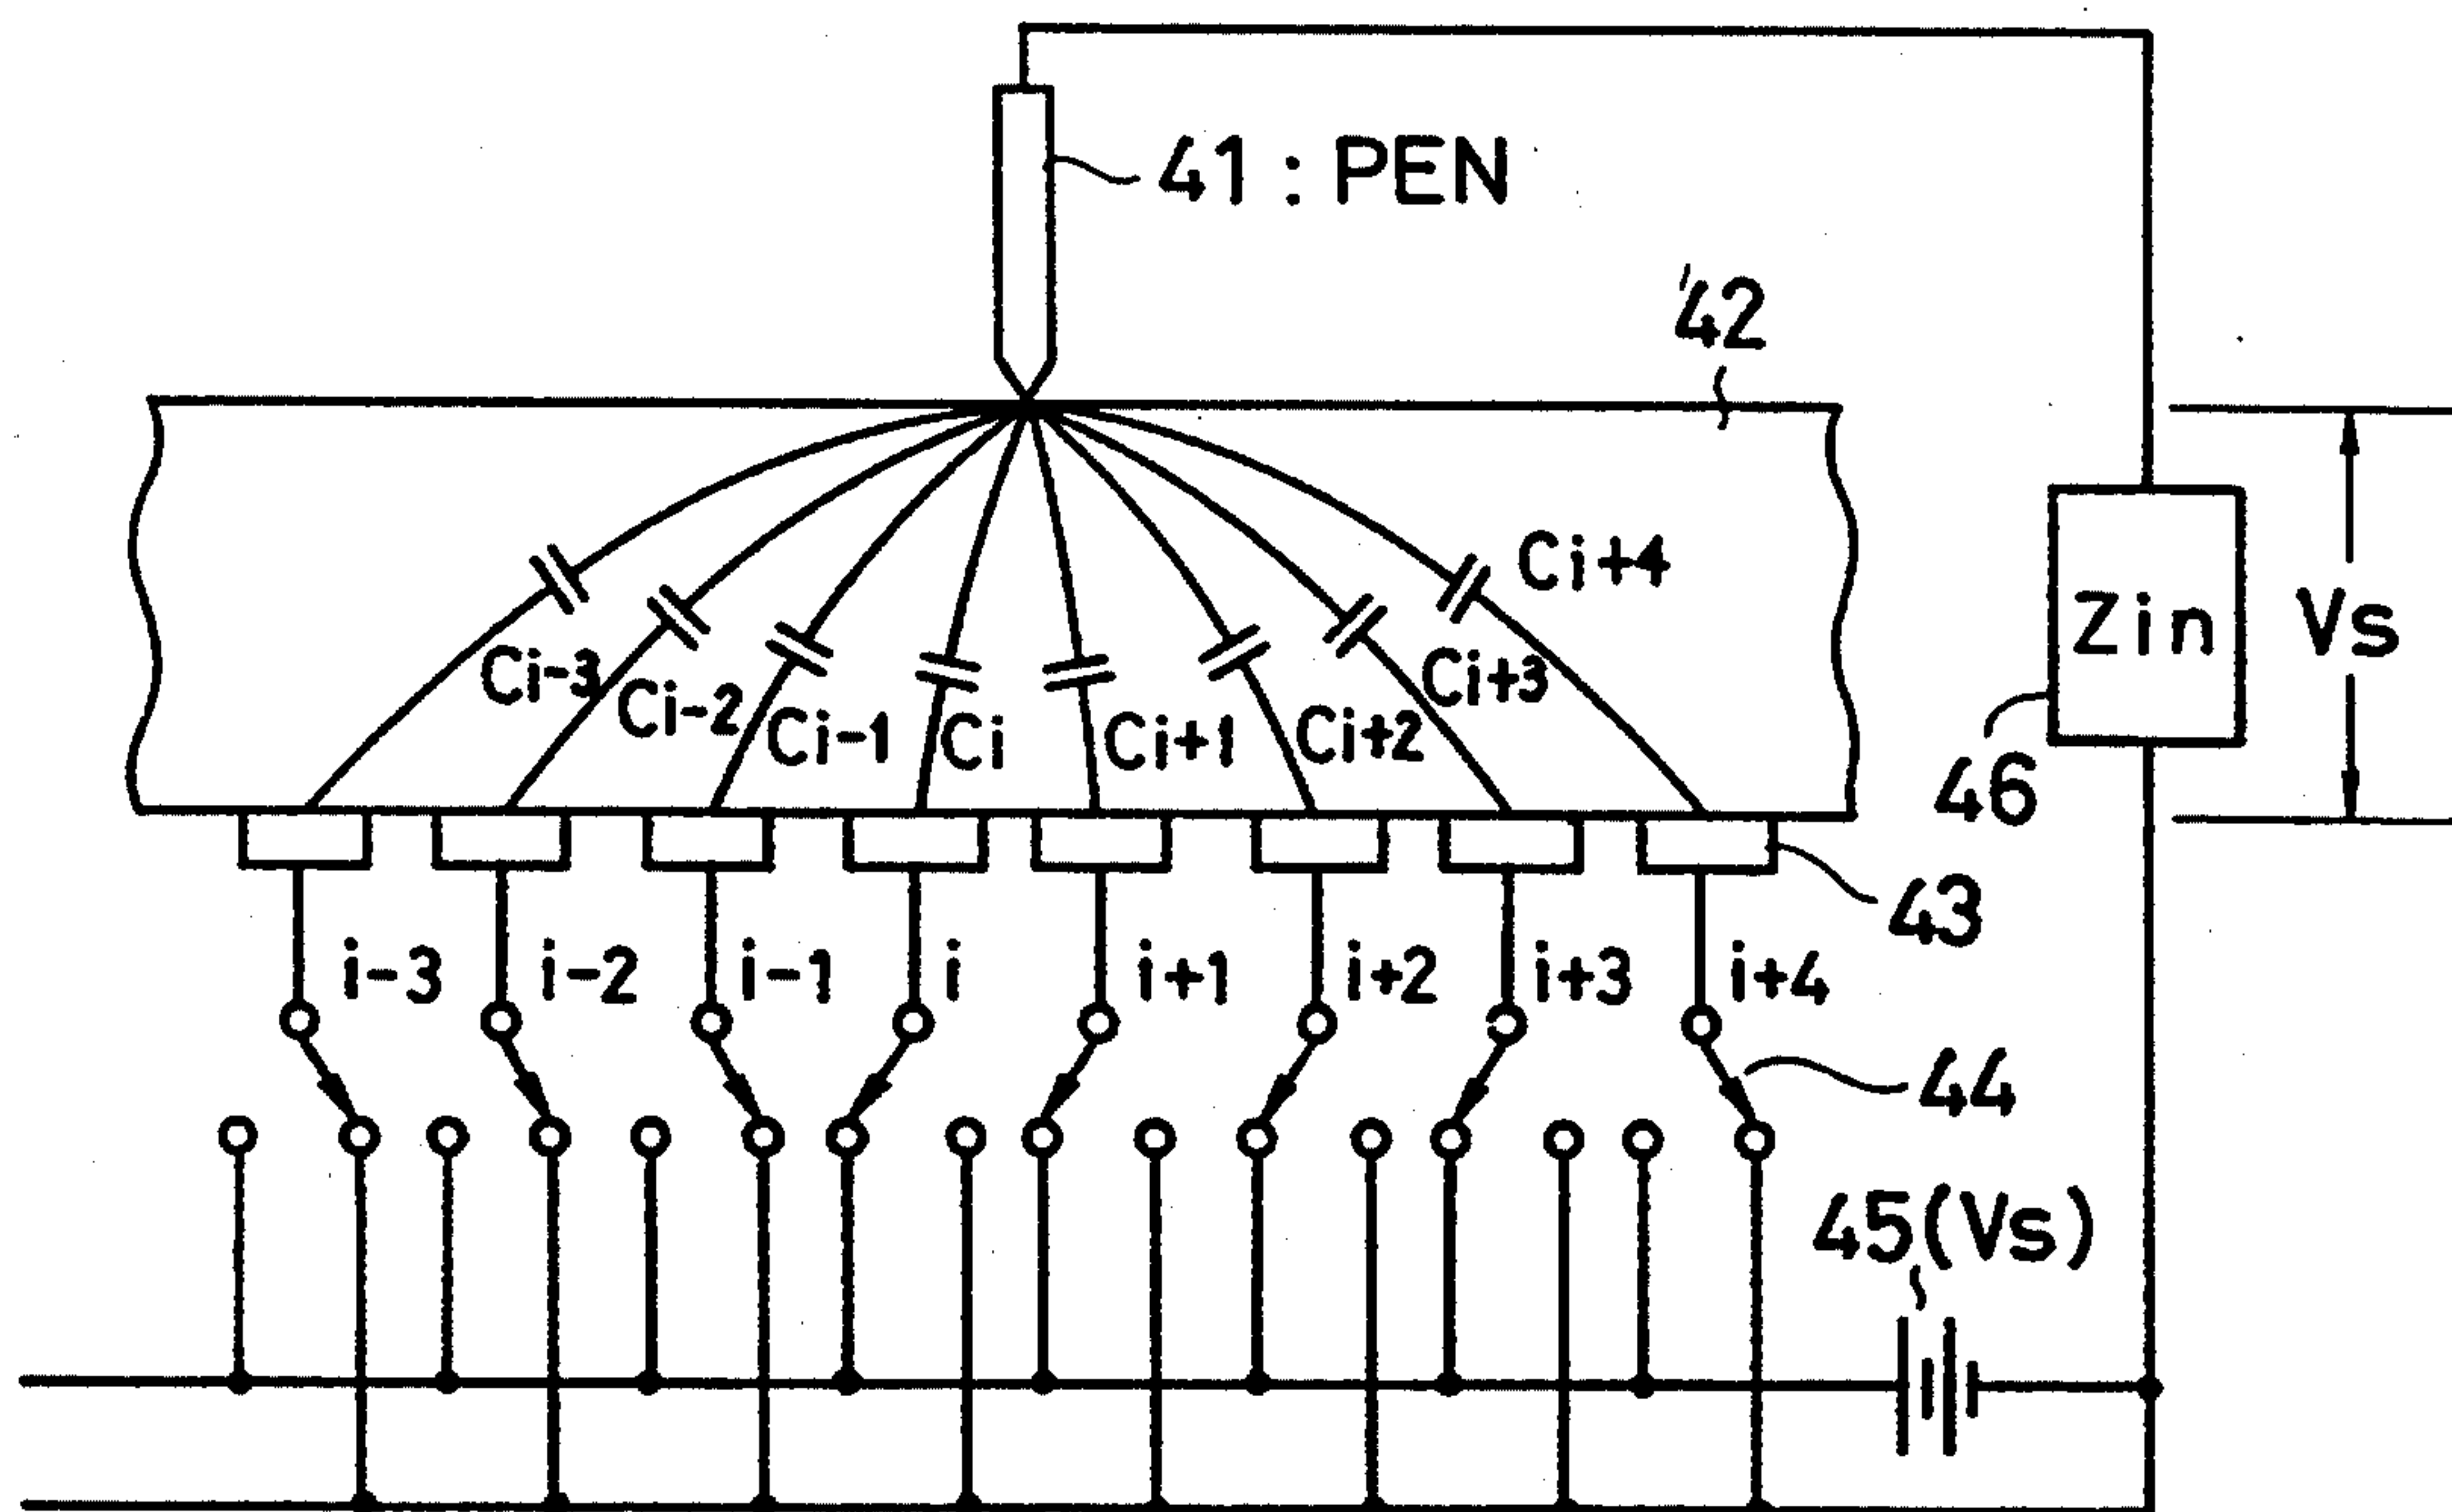 41 : PEN
42
Ci+4
Zin
Vs
Ci-3
Ci-2
Ci-1
Ci
Ci+1
Ci+2
Ci+3
46
43
i-3
i-2
i-1
i
i+1
i+2
i+3
i+4
44
45(Vs)